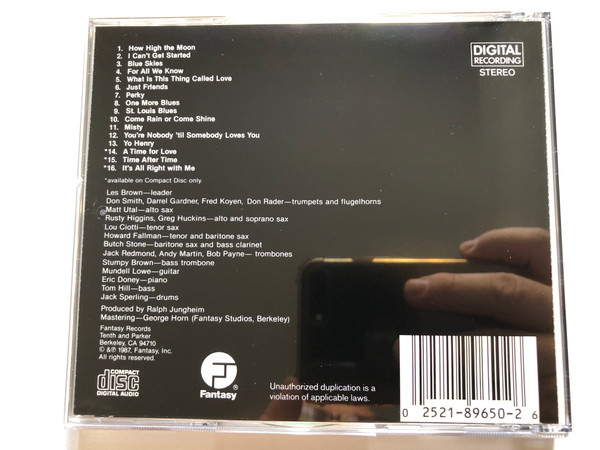 1. How High the Moon
2. I Can't Get Started
3. Blue Skies
4. For All We Know
5. What Is This Thing Called Love
6. Just Friends
7. Perky
8. One More Blues
9. St. Louis Blues
10. Come Rain or Come Shine
11. Misty
12. You're Nobody 'til Somebody Loves You
13. Yo Henry
*14. A Time for Love
*15. Time After Time
*16. It's All Right with Me
*available on Compact Disc only.
DIGITAL
RECORDING
STEREO
Les Brown—leader
Don Smith, Darrel Gardner, Fred Koyen, Don Rader—trumpets and flugelhorns
Matt Utal—alto sax
Rusty Higgins, Greg Huckins—alto and soprano sax
Lou Ciotti—tenor sax
Howard Fallman—tenor and baritone sax
Butch Stone—baritone sax and bass clarinet
Jack Redmond, Andy Martin, Bob Payne— trombones
Stumpy Brown—bass trombone
Mundell Lowe—guitar
Eric Doney—piano
Tom Hill—bass
Jack Sperling—drums
Produced by Ralph Jungheim
Mastering—George Horn (Fantasy Studios, Berkeley)
Fantasy Records
Tenth and Parker
Berkeley, CA 94710
© &℗ 1987, Fantasy, Inc.
All rights reserved.
COMPACT
disc
DIGITAL AUDIO
F
®
Fantasy
Unauthorized duplication is a
violation of applicable laws.
0 25218-9650-2 6